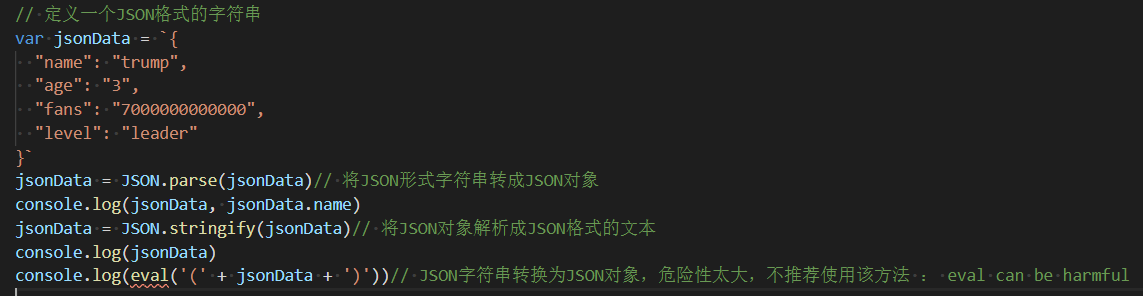 // 定义一个JSON格式的字符串
var jsonData = `{
  "name": "trump",
  "age": "3",
  "fans": "7000000000000",
  "level": "leader"
}`
jsonData = JSON.parse(jsonData)// 将JSON形式字符串转成JSON对象
console.log(jsonData, jsonData.name)
jsonData = JSON.stringify(jsonData)// 将JSON对象解析成JSON格式的文本
console.log(jsonData)
console.log(eval('(' + jsonData + ')'))// JSON字符串转换为JSON对象，危险性太大，不推荐使用该方法 : eval can be harmful